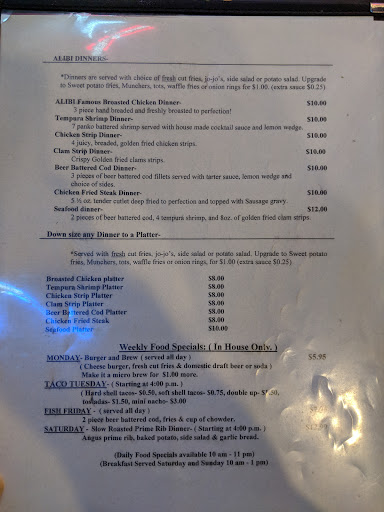 ALIBI DINNERS-
*Dinners are served with choice of fresh cut fries, jo-jo's, side salad or potato salad. Upgrade
to Sweet potato fries, Munchers, tots, waffle fries or onion rings for $1.00. (extra sauce $0.25)
ALIBI Famous Broasted Chicken Dinner- $10.00
3 piece hand breaded and freshly broasted to perfection!
Tempura Shrimp Dinner- $10.00
7 panko battered shrimp served with house made cocktail sauce and lemon wedge.
Chicken Strip Dinner- $10.00
4 juicy, breaded, golden fried chicken strips.
Clam Strip Dinner- $10.00
Crispy Golden fried clams strips.
Beer Battered Cod Dinner- $10.00
3 pieces of beer battered cod fillets served with tarter sauce, lemon wedge and
choice of sides.
Chicken Fried Steak Dinner- $10.00
5 ½ oz. tender cutlet deep fried to perfection and topped with Sausage gravy.
Seafood dinner- $12.00
2 pieces of beer battered cod, 4 tempura shrimp, and 8oz. of golden fried clam strips.
Down size any Dinner to a Platter-
*Served with fresh cut fries, jo-jo's, side salad or potato salad. Upgrade to Sweet potato
fries, Munchers, tots, waffle fries or onion rings, for $1.00 (extra sauce $0.25)
Broasted Chicken platter $8.00
Tempura Shrimp Platter $8.00
Chicken Strip Platter $8.00
Clam Strip Platter $8.00
Beer Battered Cod Platter $8.00
Chicken Fried Steak $8.00
Seafood Platter $10.00
Weekly Food Specials: ( In House Only. )
MONDAY- Burger and Brew ( served all day ) $5.95
( Cheese burger, fresh cut fries & domestic draft beer or soda )
Make it a micro brew for $1.00 more.
TACO TUESDAY- ( Starting at 4:00 p.m. )
( Hard shell tacos- $0.50, soft shell tacos- $0.75, double up-
tostadas- $1.50, mini nacho- $3.00
FISH FRIDAY - ( served all day )
2 piece beer battered cod, fries & cup of chowder.
SATURDAY - Slow Roasted Prime Rib Dinner- ( Starting at 4:00 pm. )
Angus prime rib, baked potato, side salad & garlic bread.
(Daily Food Specials available 10 am - 11 pm)
(Breakfast Served Saturday and Sunday 10 am - 1 pm)